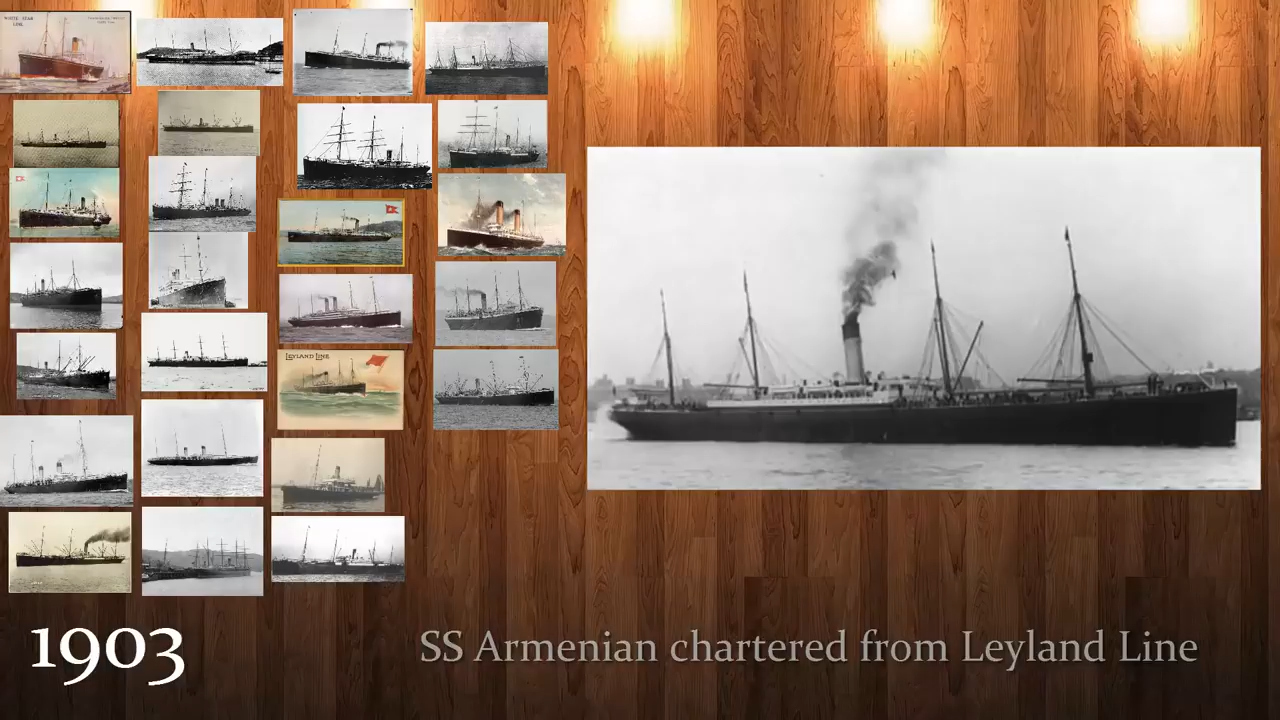 WHITE STAR
LINE.
LEYLAND LINE
1903
SS Armenian chartered from Leyland Line